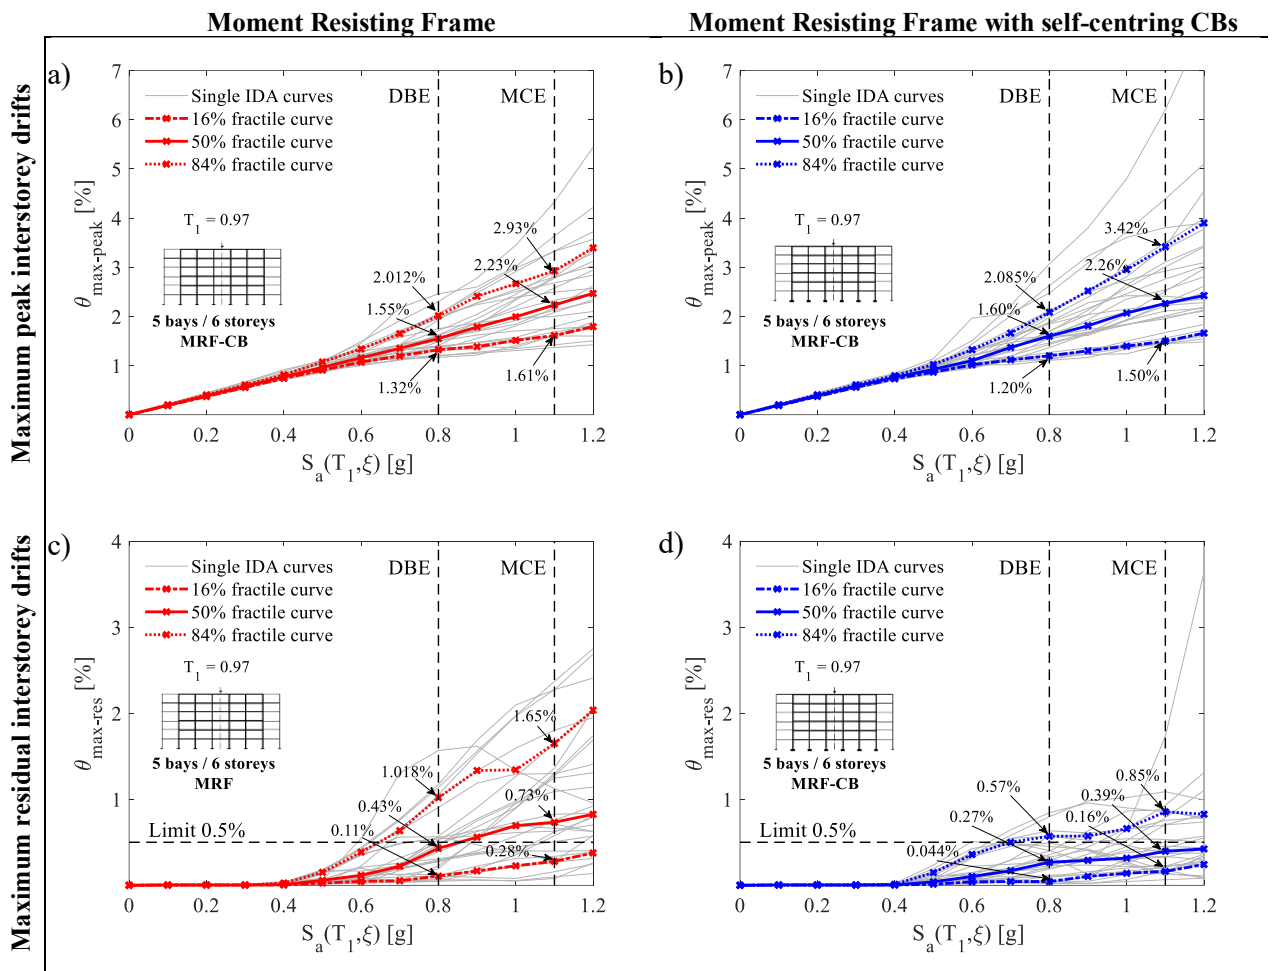 Moment Resisting Frame
Moment Resisting Frame with self-centring CBs
Maximum peak interstorey drifts
a)
7
6
5
4
3
2
1
θmax-peak [%]
Single IDA curves
16% fractile curve
50% fractile curve
84% fractile curve
DBE
MCE
T1 = 0.97
5 bays / 6 storeys
MRF-CB
2.93%
2.23%
2.012%
1.55%
1.32%
1.61%
0
0.2
0.4
0.6
0.8
1
1.2
Sa(T1,ξ) [g]
b)
7
6
5
4
3
2
1
θmax-peak [%]
Single IDA curves
16% fractile curve
50% fractile curve
84% fractile curve
DBE
MCE
T1 = 0.97
5 bays / 6 storeys
MRF-CB
3.42%
2.26%
2.085%
1.60%
1.20%
1.50%
0
0.2
0.4
0.6
0.8
1
1.2
Sa(T1,ξ) [g]
Maximum residual interstorey drifts
c)
4
3
2
1
θmax-res [%]
Single IDA curves
16% fractile curve
50% fractile curve
84% fractile curve
DBE
MCE
T1 = 0.97
5 bays / 6 storeys
MRF
1.65%
1.018%
0.43%
0.73%
0.11%
0.28%
Limit 0.5%
0
0.2
0.4
0.6
0.8
1
1.2
Sa(T1,ξ) [g]
d)
4
3
2
1
θmax-res [%]
Single IDA curves
16% fractile curve
50% fractile curve
84% fractile curve
DBE
MCE
T1 = 0.97
5 bays / 6 storeys
MRF-CB
0.85%
0.57%
0.39%
0.27%
0.16%
0.044%
Limit 0.5%
0
0.2
0.4
0.6
0.8
1
1.2
Sa(T1,ξ) [g]